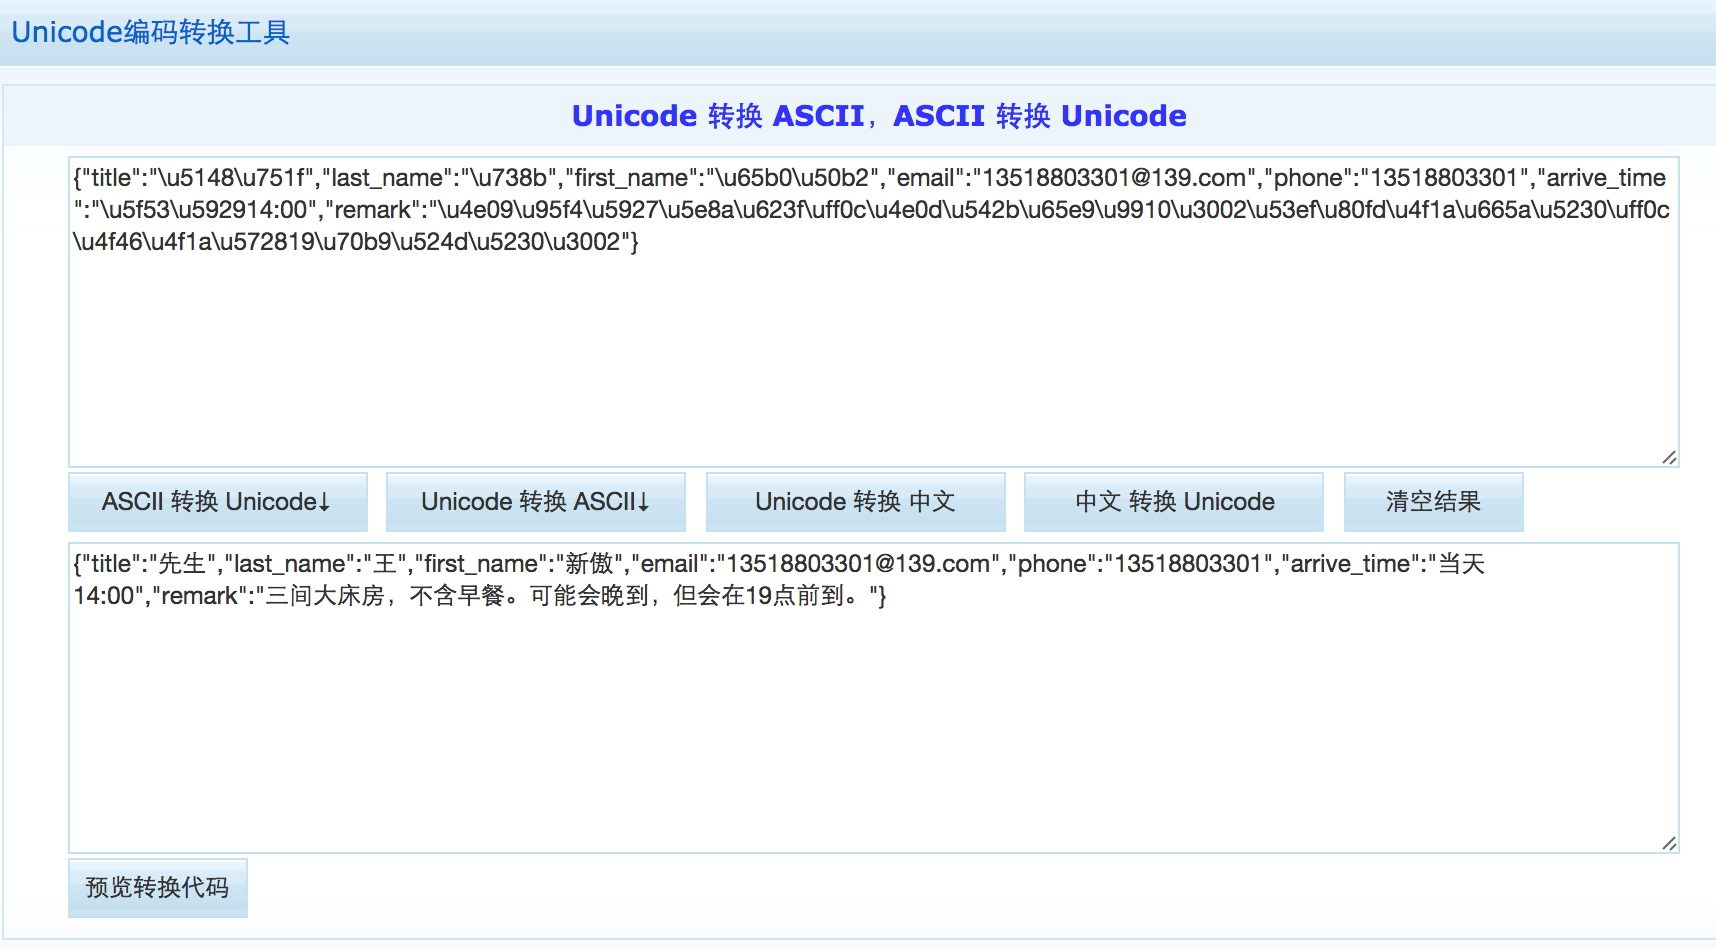 Unicode编码转换工具
Unicode 转换 ASCII，ASCII 转换 Unicode
{"title":"\u5148\u751f","last_name":"\u738b","first_name":"\u65b0\u50b2","email":"13518803301@139.com","phone":"13518803301","arrive_time
":"\u5f53\u592914:00","remark":"\u4e09\u95f4\u5927\u5e8a\u623f\uff0c\u4e0d\u542b\u65e9\u9910\u3002\u53ef\u80fd\u4f1a\u665a\u5230\uff0c
\u4f46\u4f1a\u572819\u70b9\u524d\u5230\u3002"}
ASCII 转换 Unicode↓ Unicode 转换 ASCII↓ Unicode 转换 中文 中文 转换 Unicode 清空结果
{"title":"先生","last_name":"王","first_name":"新傲","email":"13518803301@139.com","phone":"13518803301","arrive_time":"当天
14:00","remark":"三间大床房，不含早餐。可能会晚到，但会在19点前到。"}
预览转换代码